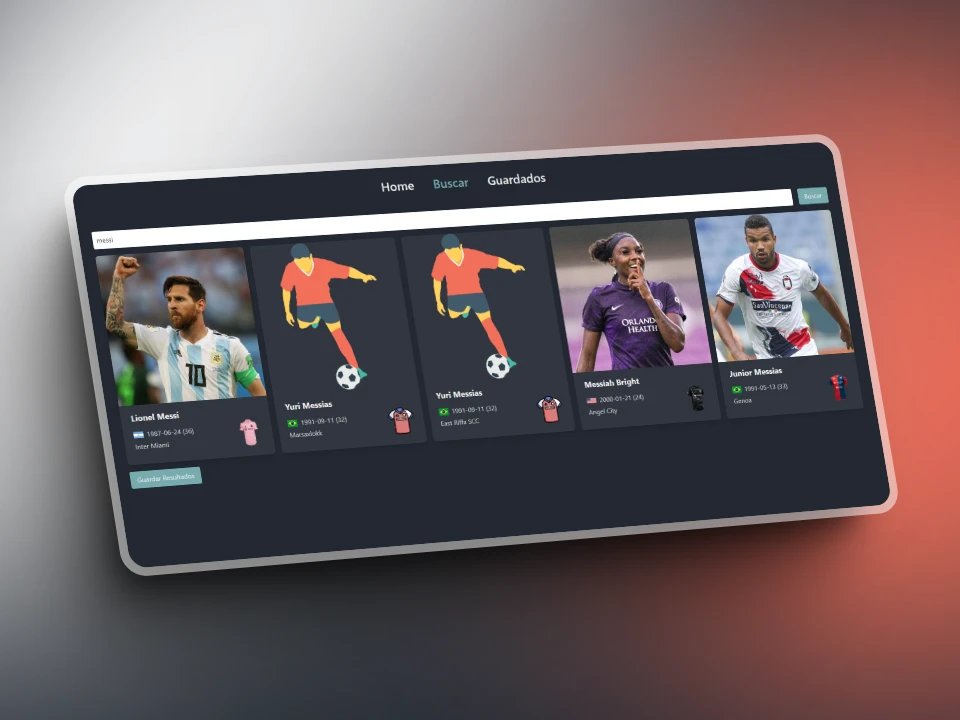 Home Buscar Guardados
messi Buscar
10
ORLANDO HEALTH
Lionel Messi
1987-06-24 (36)
Inter Miami
Yuri Messias
1991-09-11 (32)
Marsaxlokk
Yuri Messias
1991-09-11 (32)
East Riffa SCC
Messiah Bright
2000-01-21 (24)
Angel City
Junior Messias
1991-05-13 (33)
Genoa
Guardar Resultados